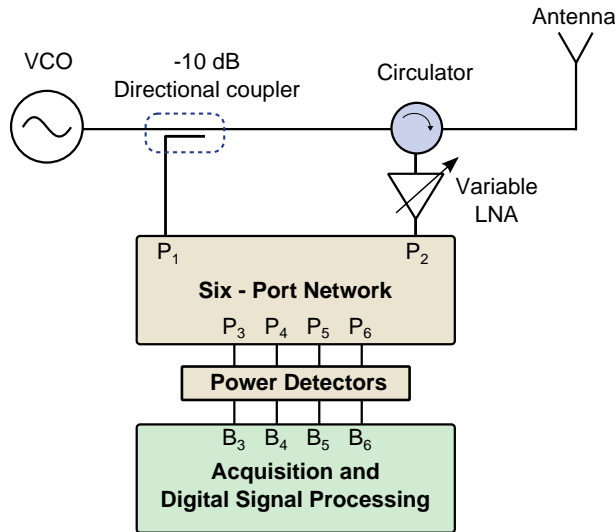 Antenna
VCO
-10 dB
Directional coupler
Circulator
Variable
LNA
P1 P2
Six - Port Network
P3 P4 P5 P6
Power Detectors
B3 B4 B5 B6
Acquisition and
Digital Signal Processing